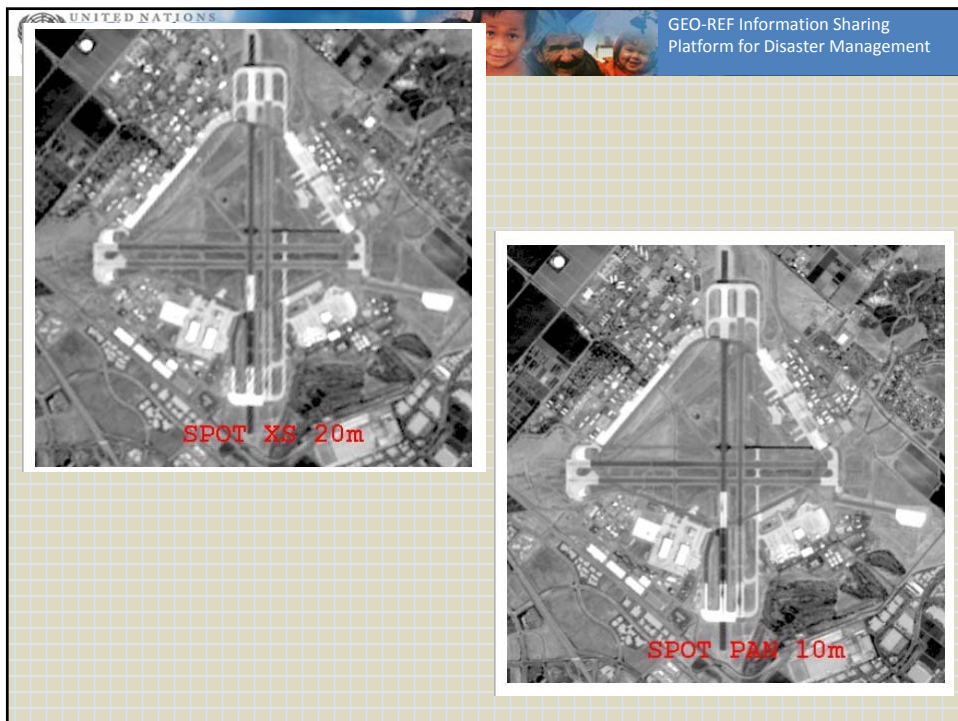 UNITED NATIONS
GEO-REF Information Sharing
Platform for Disaster Management
SPOT XS 20m
SPOT PAN 10m